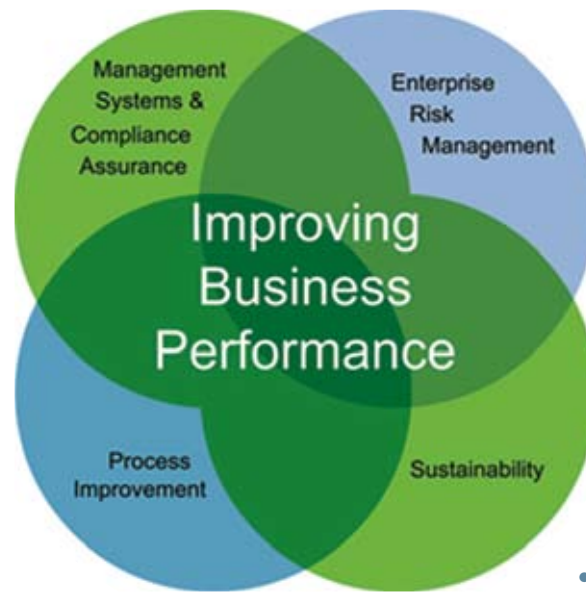 Management
Systems &
Compliance
Assurance
Enterprise
Risk
Management
Improving
Business
Performance
Process
Improvement
Sustainability